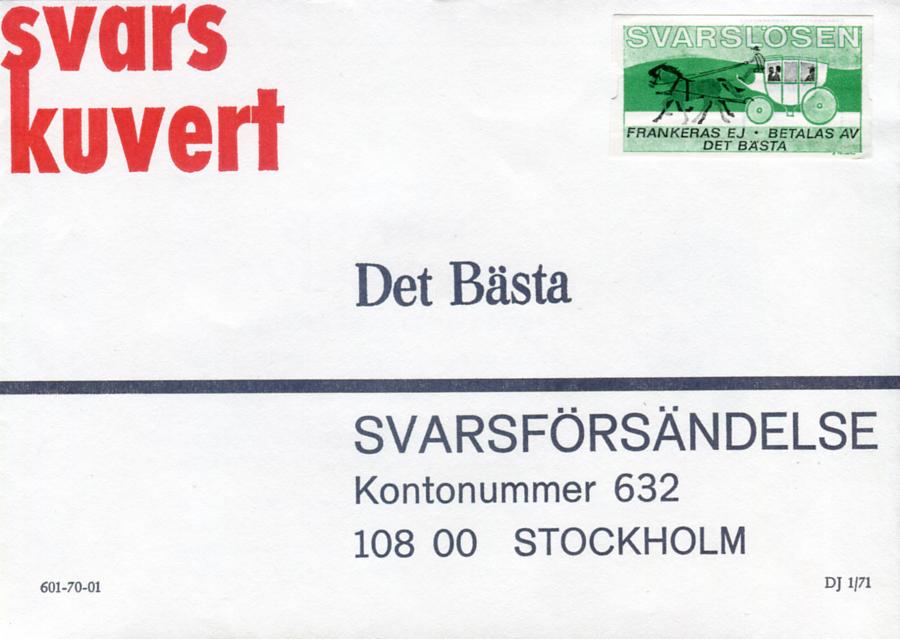 svars
kuvert
SVARSLÖSEN
FRANKERAS EJ · BETALAS AV
DET BÄSTA
Det Bästa
SVARSFÖRSÄNDELSE
Kontonummer 632
108 00 STOCKHOLM
601-70-01
DJ 1/71